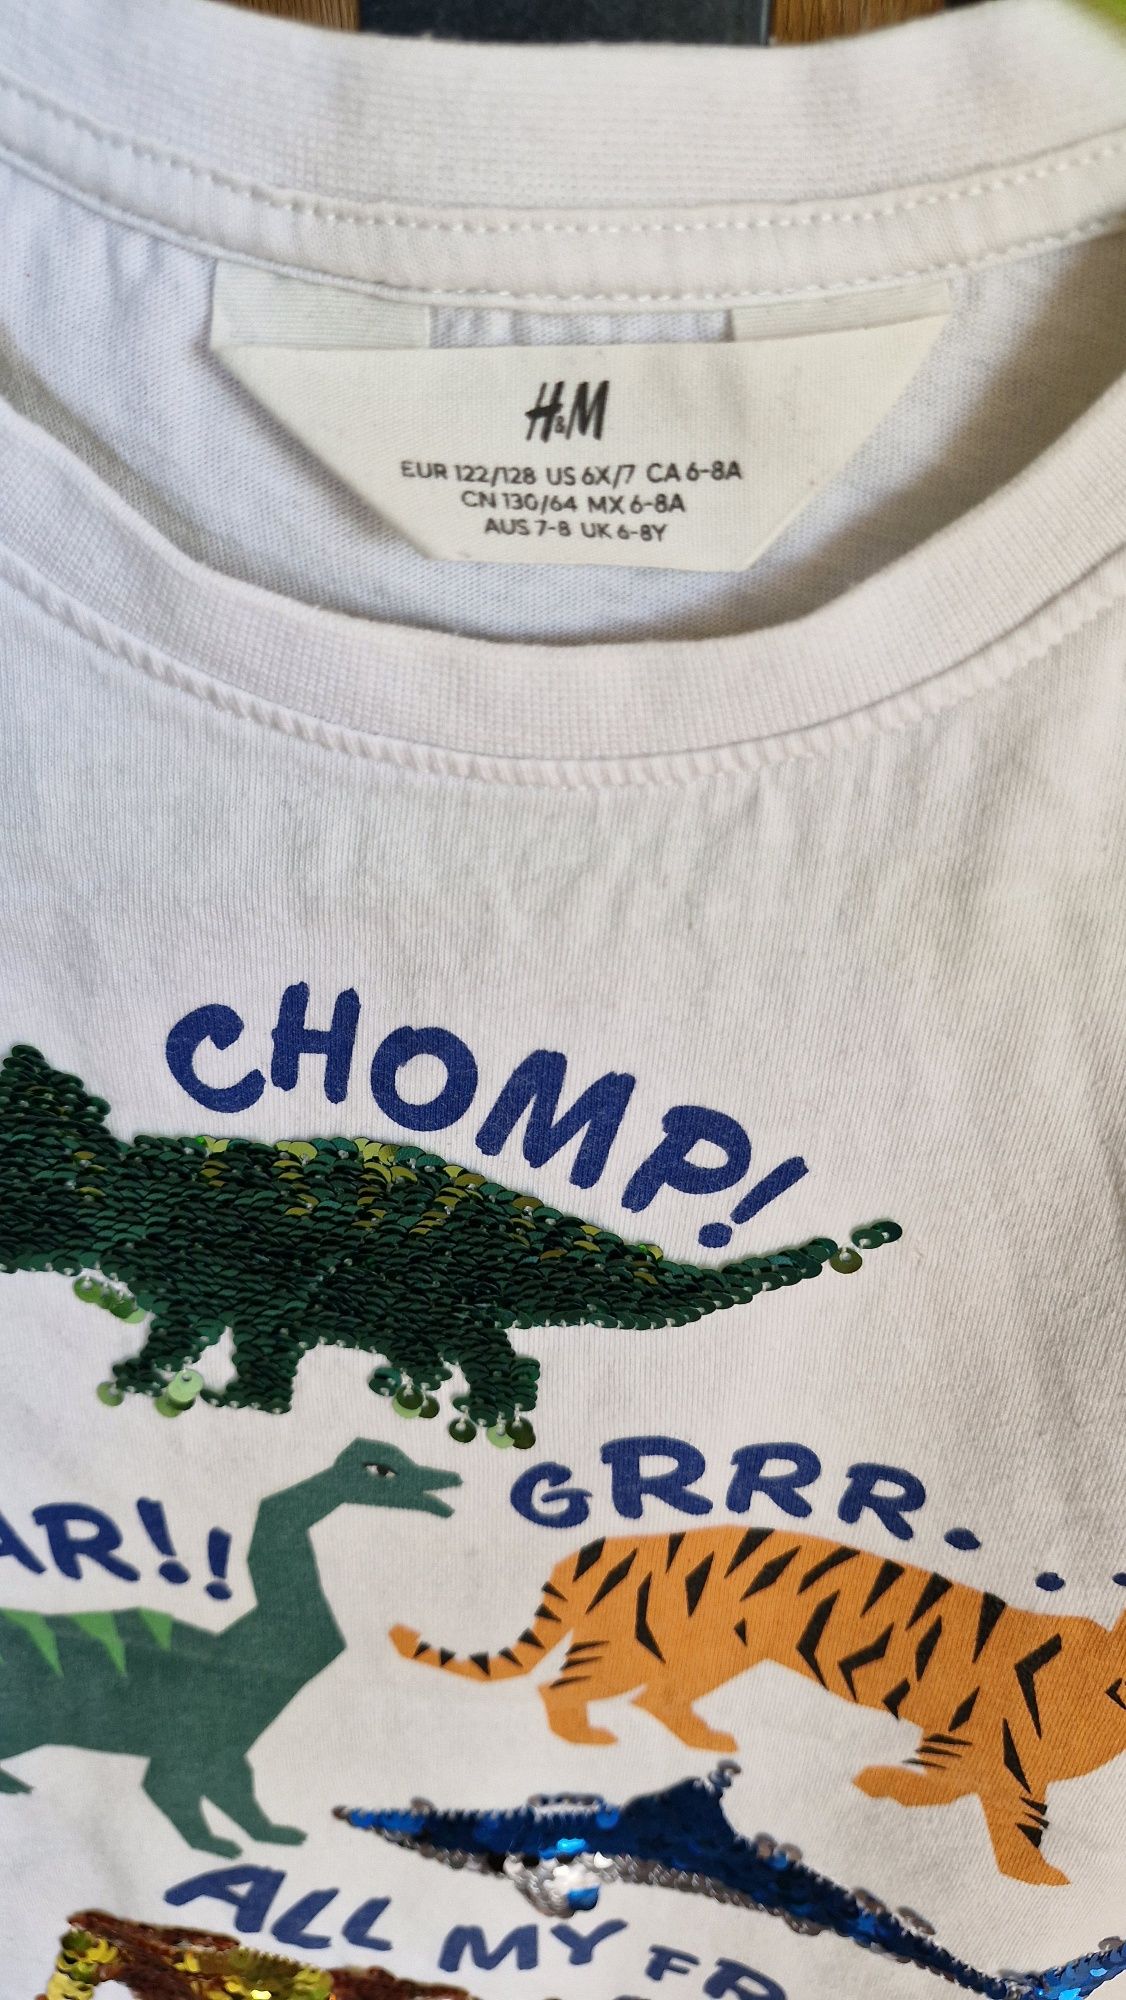 H&M
EUR 122/128 US 6X/7 CA 6-8A
CN 130/64 MX 6-8A
AUS 7-8 UK 6-8Y
CHOMP!
GRRR...
AR!!
ALL MY FR